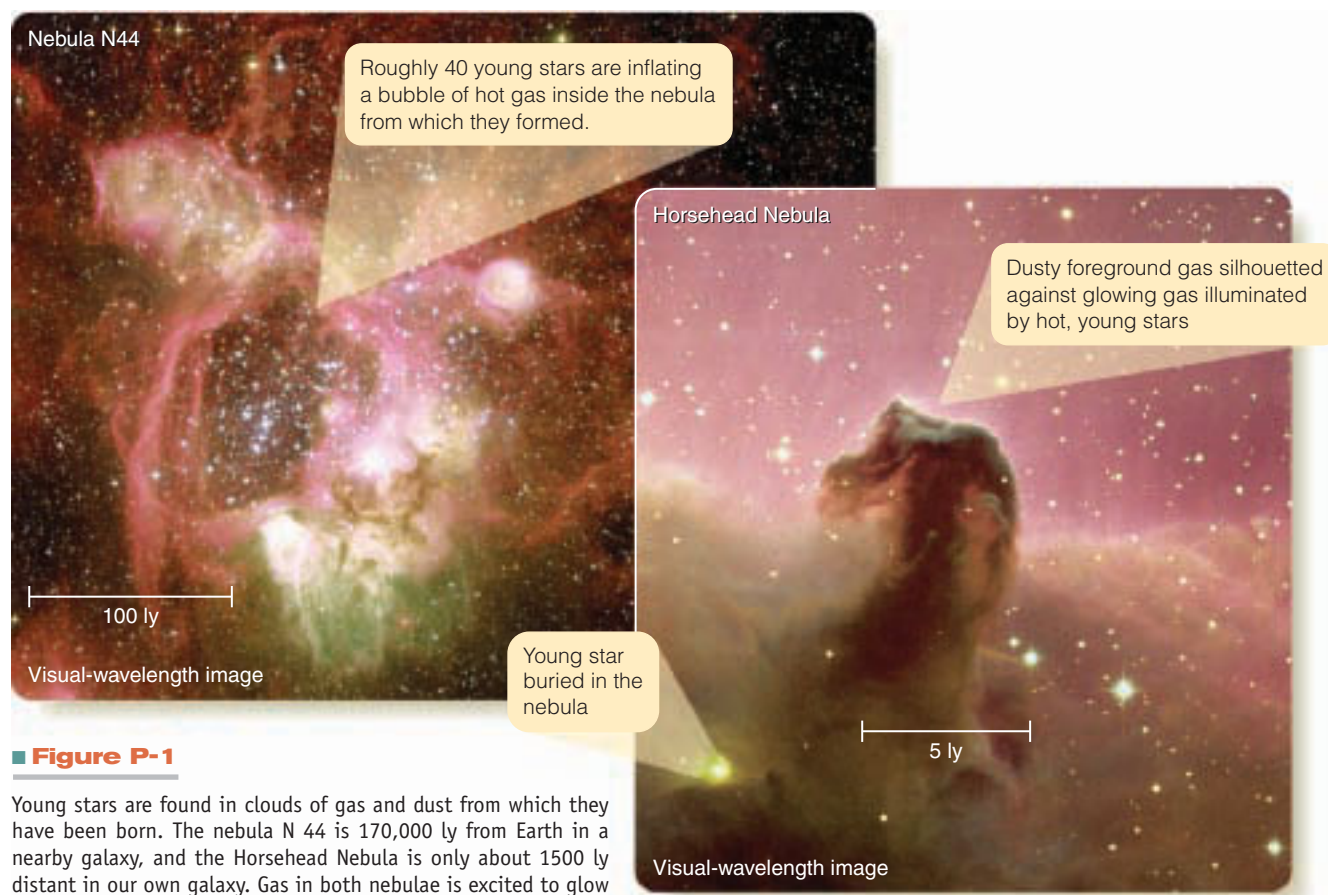 Nebula N44
Roughly 40 young stars are inflating
a bubble of hot gas inside the nebula
from which they formed.
100 ly
Visual-wavelength image
Horsehead Nebula
Dusty foreground gas silhouetted
against glowing gas illuminated
by hot, young stars
Young star
buried in the
nebula
5 ly
Visual-wavelength image
■ Figure P-1
Young stars are found in clouds of gas and dust from which they
have been born. The nebula N 44 is 170,000 ly from Earth in a
nearby galaxy, and the Horsehead Nebula is only about 1500 ly
distant in our own galaxy. Gas in both nebulae is excited to glow